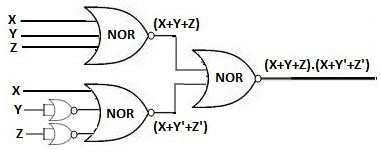 X
Y
Z
NOR
(X+Y+Z)
X
Y
Z
NOR
(X+Y'+Z')
NOR
(X+Y+Z).(X+Y'+Z')